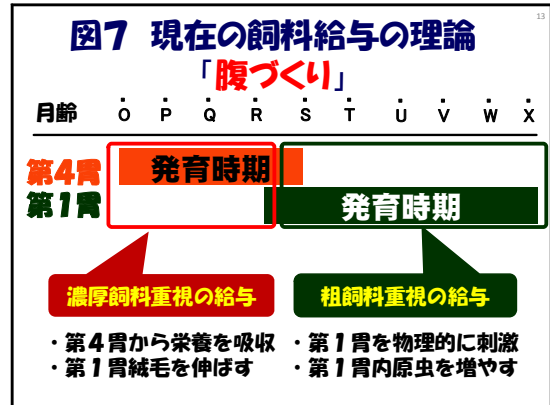 13
図7 現在の飼料給与の理論
「腹づくり」
月齢 O P Q R S T U V W X
第4胃 発育時期
第1胃 発育時期
濃厚飼料重視の給与 粗飼料重視の給与
・第4胃から栄養を吸収 ・第1胃を物理的に刺激
・第1胃絨毛を伸ばす ・第1胃内原虫を増やす